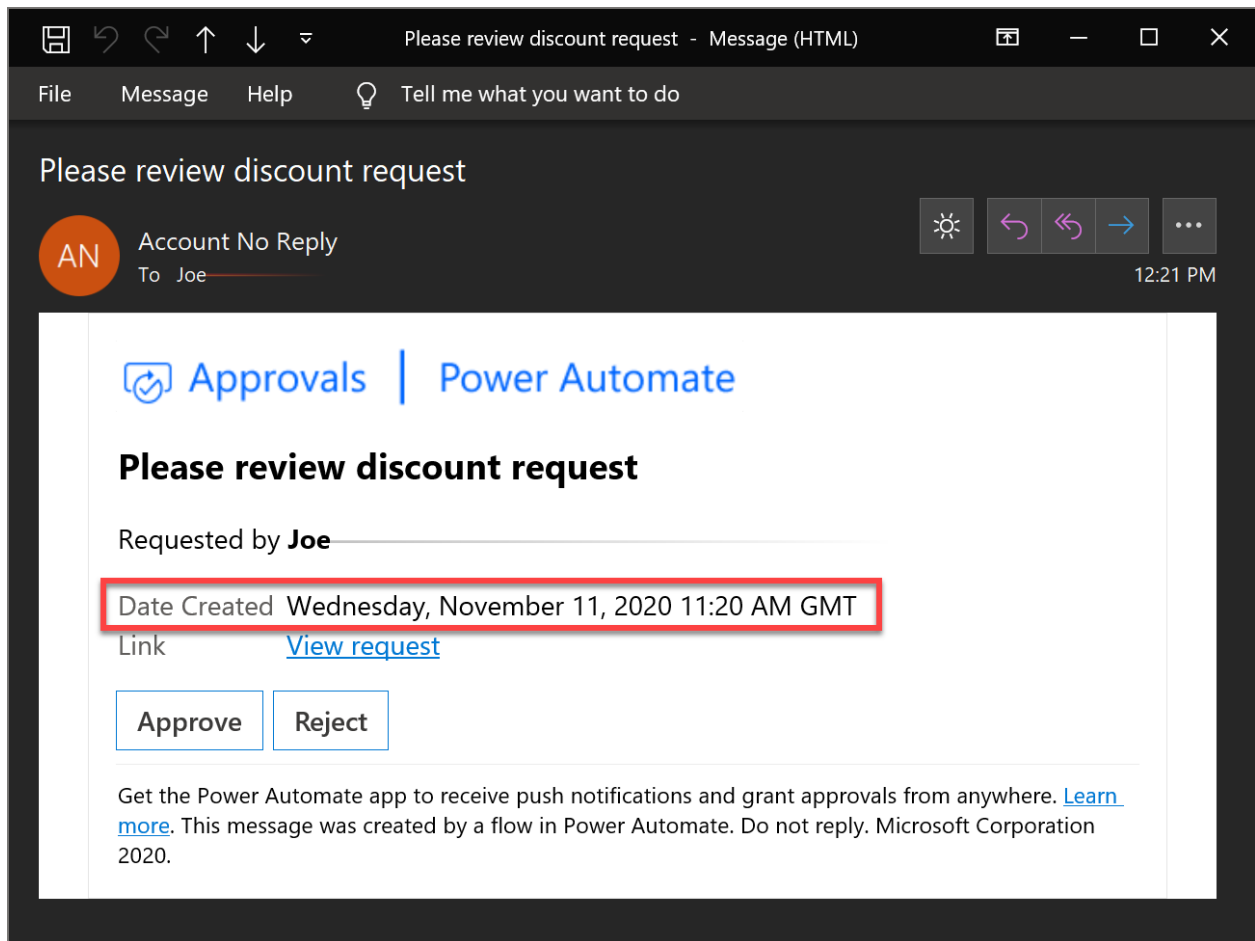 Please review discount request - Message (HTML)
File Message Help Tell me what you want to do
Please review discount request
AN
Account No Reply
To Joe
12:21 PM
Approvals | Power Automate
Please review discount request
Requested by Joe
Date Created Wednesday, November 11, 2020 11:20 AM GMT
Link View request
Approve Reject
Get the Power Automate app to receive push notifications and grant approvals from anywhere. Learn
more. This message was created by a flow in Power Automate. Do not reply. Microsoft Corporation
2020.